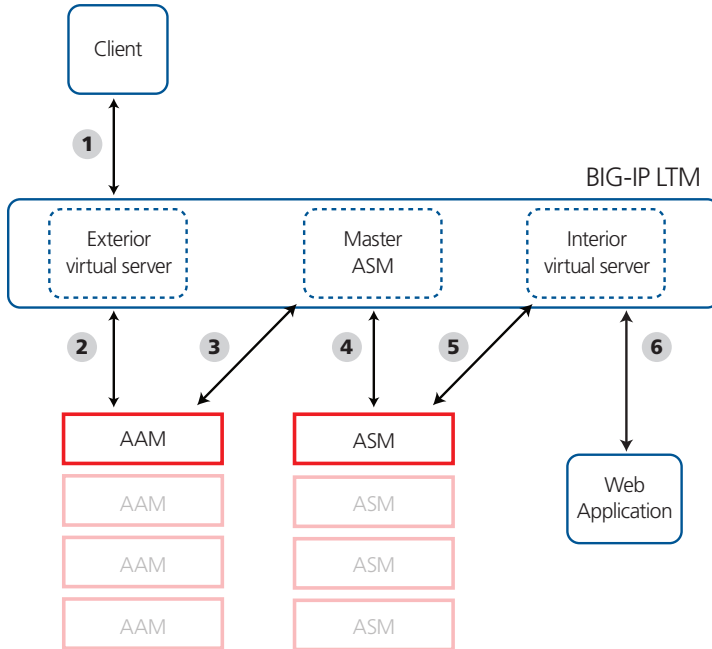 Client
1
BIG-IP LTM
Exterior
virtual server
Master
ASM
Interior
virtual server
2
3
4
5
6
AAM
ASM
AAM
ASM
Web
Application
AAM
ASM
AAM
ASM